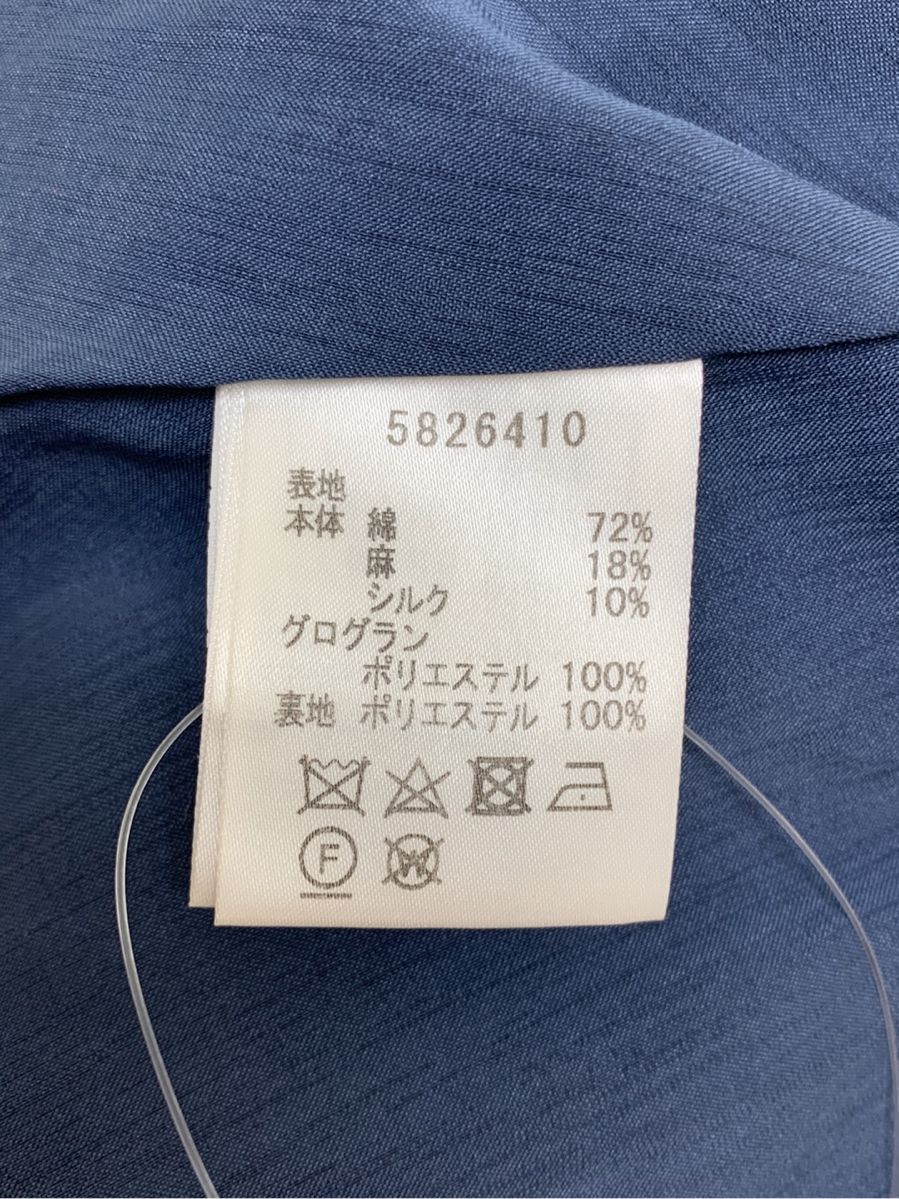 5826410
表地
本体 綿 72%
麻 18%
シルク 10%
グログラン
ポリエステル 100%
裏地 ポリエステル 100%
F
W